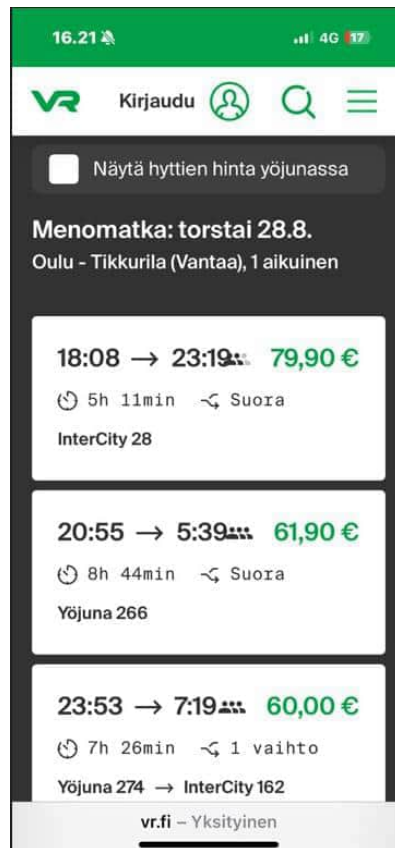 16.21 4G 17
VR Kirjaudu
Näytä hyttien hinta yöjunassa
Menomatka: torstai 28.8.
Oulu - Tikkurila (Vantaa), 1 aikuinen
18:08 → 23:19 79,90 €
5h 11min Suora
InterCity 28
20:55 → 5:39 61,90 €
8h 44min Suora
Yöjuna 266
23:53 → 7:19 60,00 €
7h 26min 1 vaihto
Yöjuna 274 → InterCity 162
vr.fi – Yksityinen